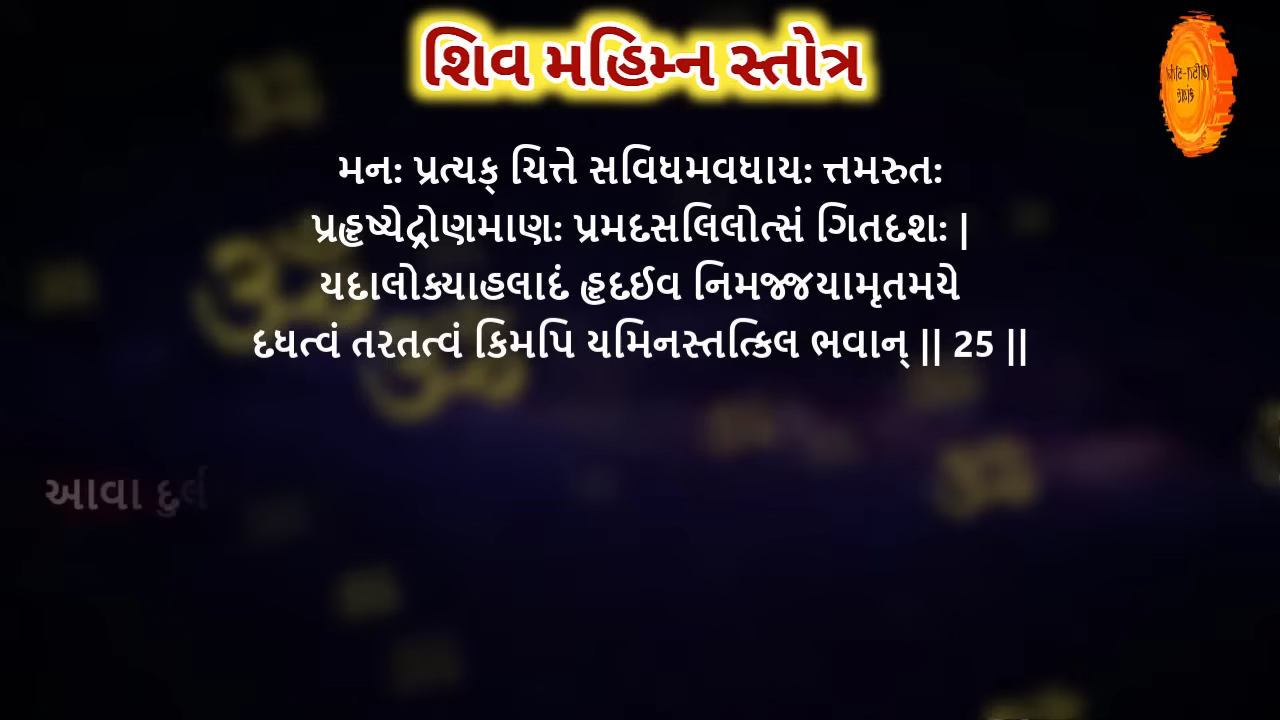 શિવ મહિમ્ન સ્તોત્ર
મનઃ પ્રત્યક્ ચિત્તે સવિધમવધાયઃ ત્તમરુતઃ
પ્રહૃષ્યેદ્રોણમાણઃ પ્રમદસલિલોત્સં ગિતદશઃ |
યદાલોક્યાહલાદં હૃદઈવ નિમજ્જયામૃતમયે
દધત્વં તરતત્વં કિમપિ યમિનસ્તત્કિલ ભવાન્ || 25 ||
આવા દુર્લ